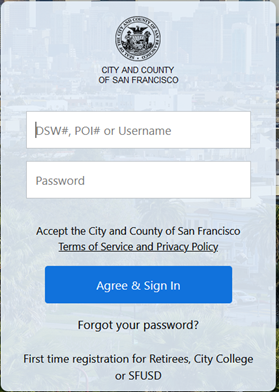 CITY AND COUNTY
OF SAN FRANCISCO
DSW#, POI# or Username
Password
Accept the City and County of San Francisco
Terms of Service and Privacy Policy
Agree & Sign In
Forgot your password?
First time registration for Retirees, City College
or SFUSD